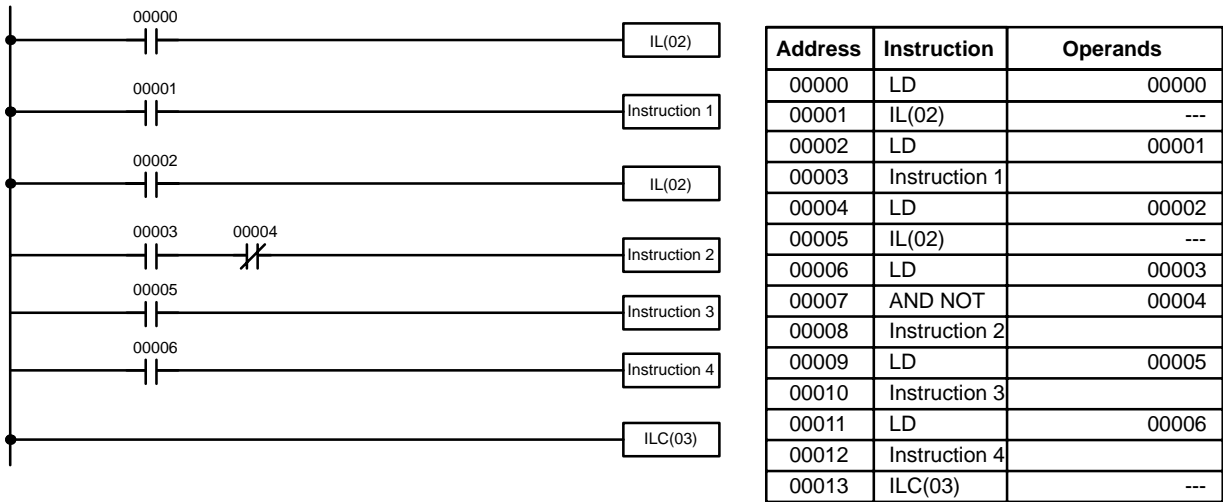 00000
IL(02)
00001
Instruction 1
00002
IL(02)
00003 00004
Instruction 2
00005
Instruction 3
00006
Instruction 4
ILC(03)
Address Instruction Operands
00000 LD 00000
00001 IL(02) ---
00002 LD 00001
00003 Instruction 1
00004 LD 00002
00005 IL(02) ---
00006 LD 00003
00007 AND NOT 00004
00008 Instruction 2
00009 LD 00005
00010 Instruction 3
00011 LD 00006
00012 Instruction 4
00013 ILC(03) ---